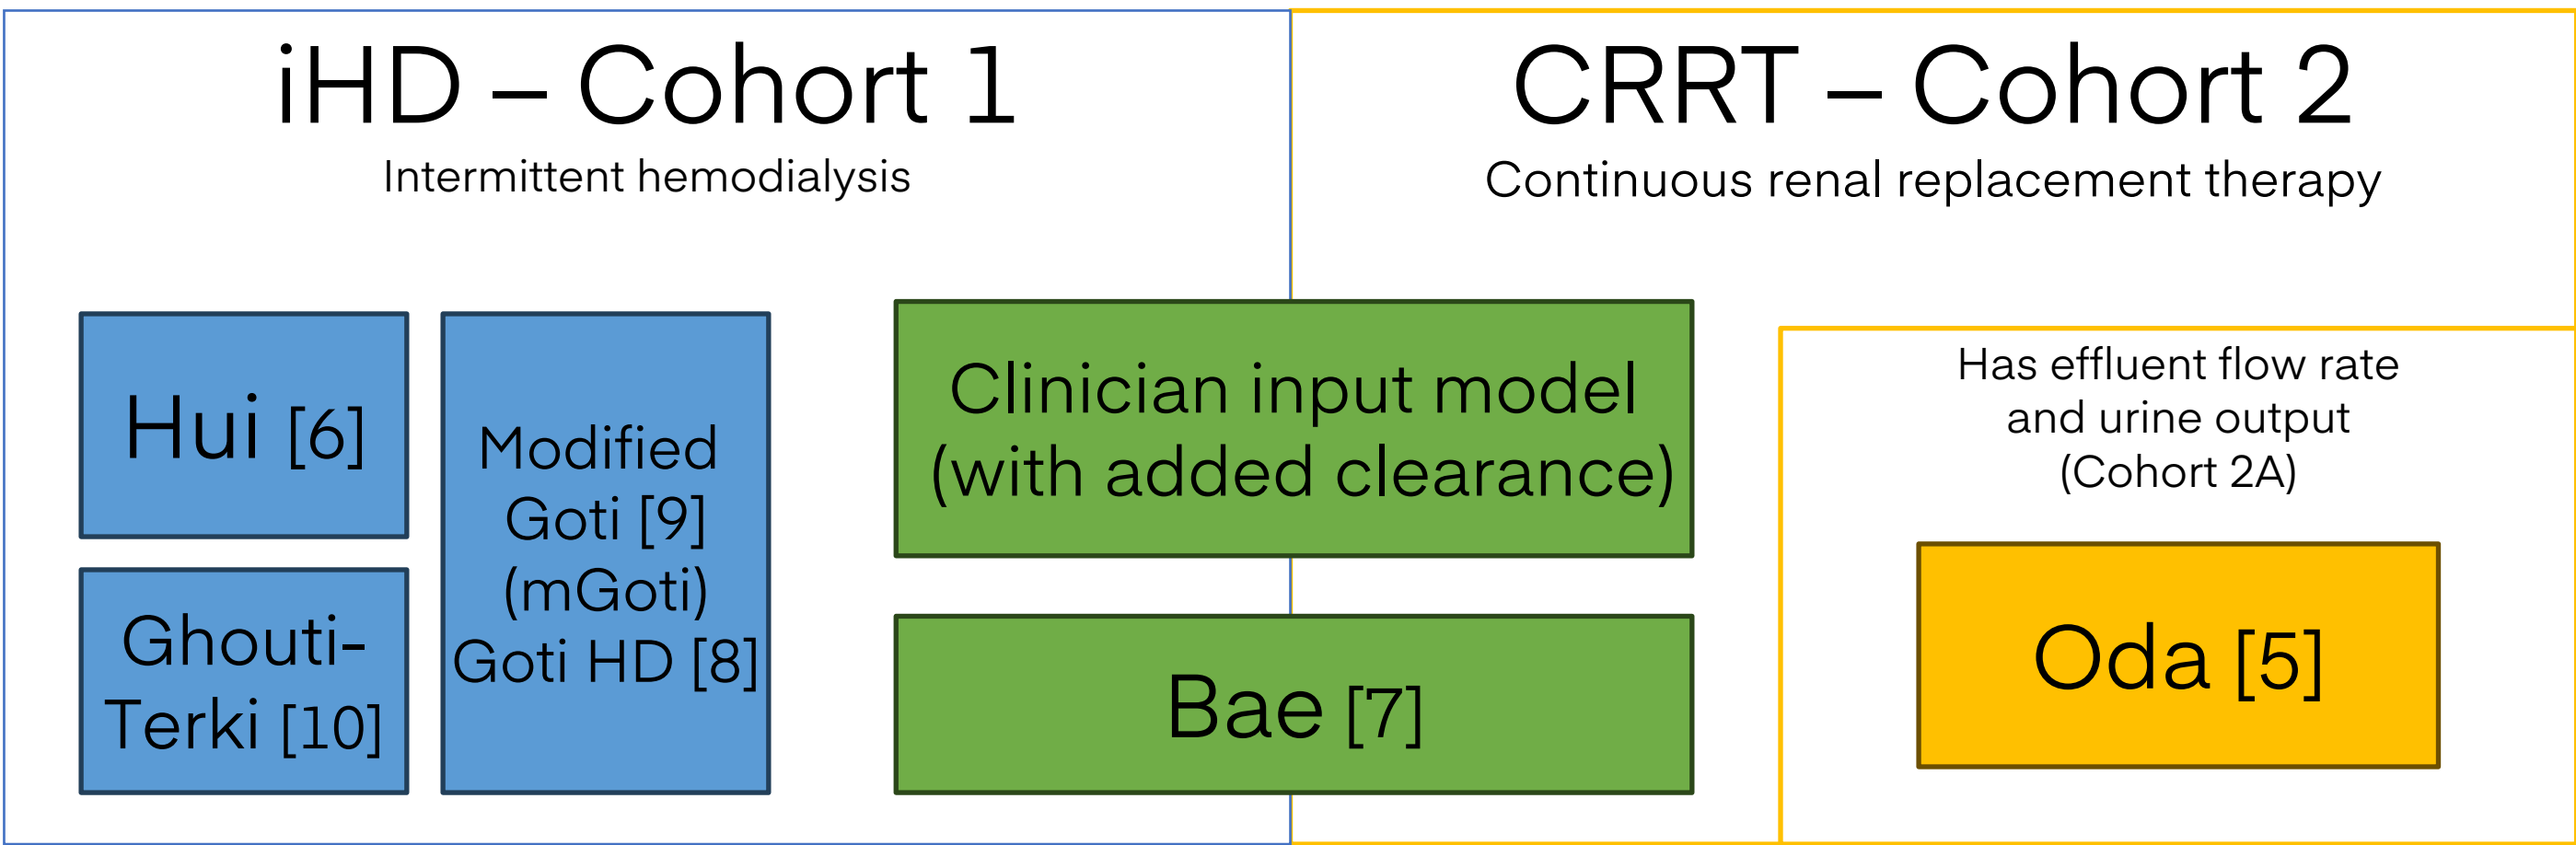 iHD – Cohort 1
Intermittent hemodialysis
Hui [6]
Ghouti-
Terki [10]
Modified
Goti [9]
(mGoti)
Goti HD [8]
Clinician input model
(with added clearance)
Bae [7]
CRRT – Cohort 2
Continuous renal replacement therapy
Has effluent flow rate
and urine output
(Cohort 2A)
Oda [5]